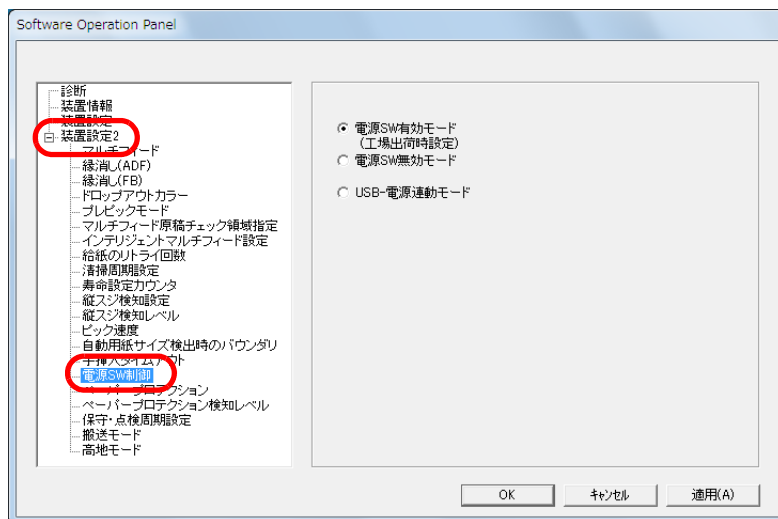 Software Operation Panel
診断
装置情報
装置設定
装置設定2
マルチフィード
縁消し(ADF)
縁消し(FB)
ドロップアウトカラー
プレピックモード
マルチフィード原稿チェック領域指定
インテリジェントマルチフィード設定
給紙のリトライ回数
清掃周期設定
寿命設定カウンタ
縦スジ検知設定
縦スジ検知レベル
ピック速度
自動用紙サイズ検出時のバウンダリ
手挿入タイムアウト
電源SW制御
ペーパープロテクション
ペーパープロテクション検知レベル
保守・点検周期設定
搬送モード
高地モード
電源SW有効モード
(工場出荷時設定)
電源SW無効モード
USB-電源連動モード
OK
キャンセル
適用(A)